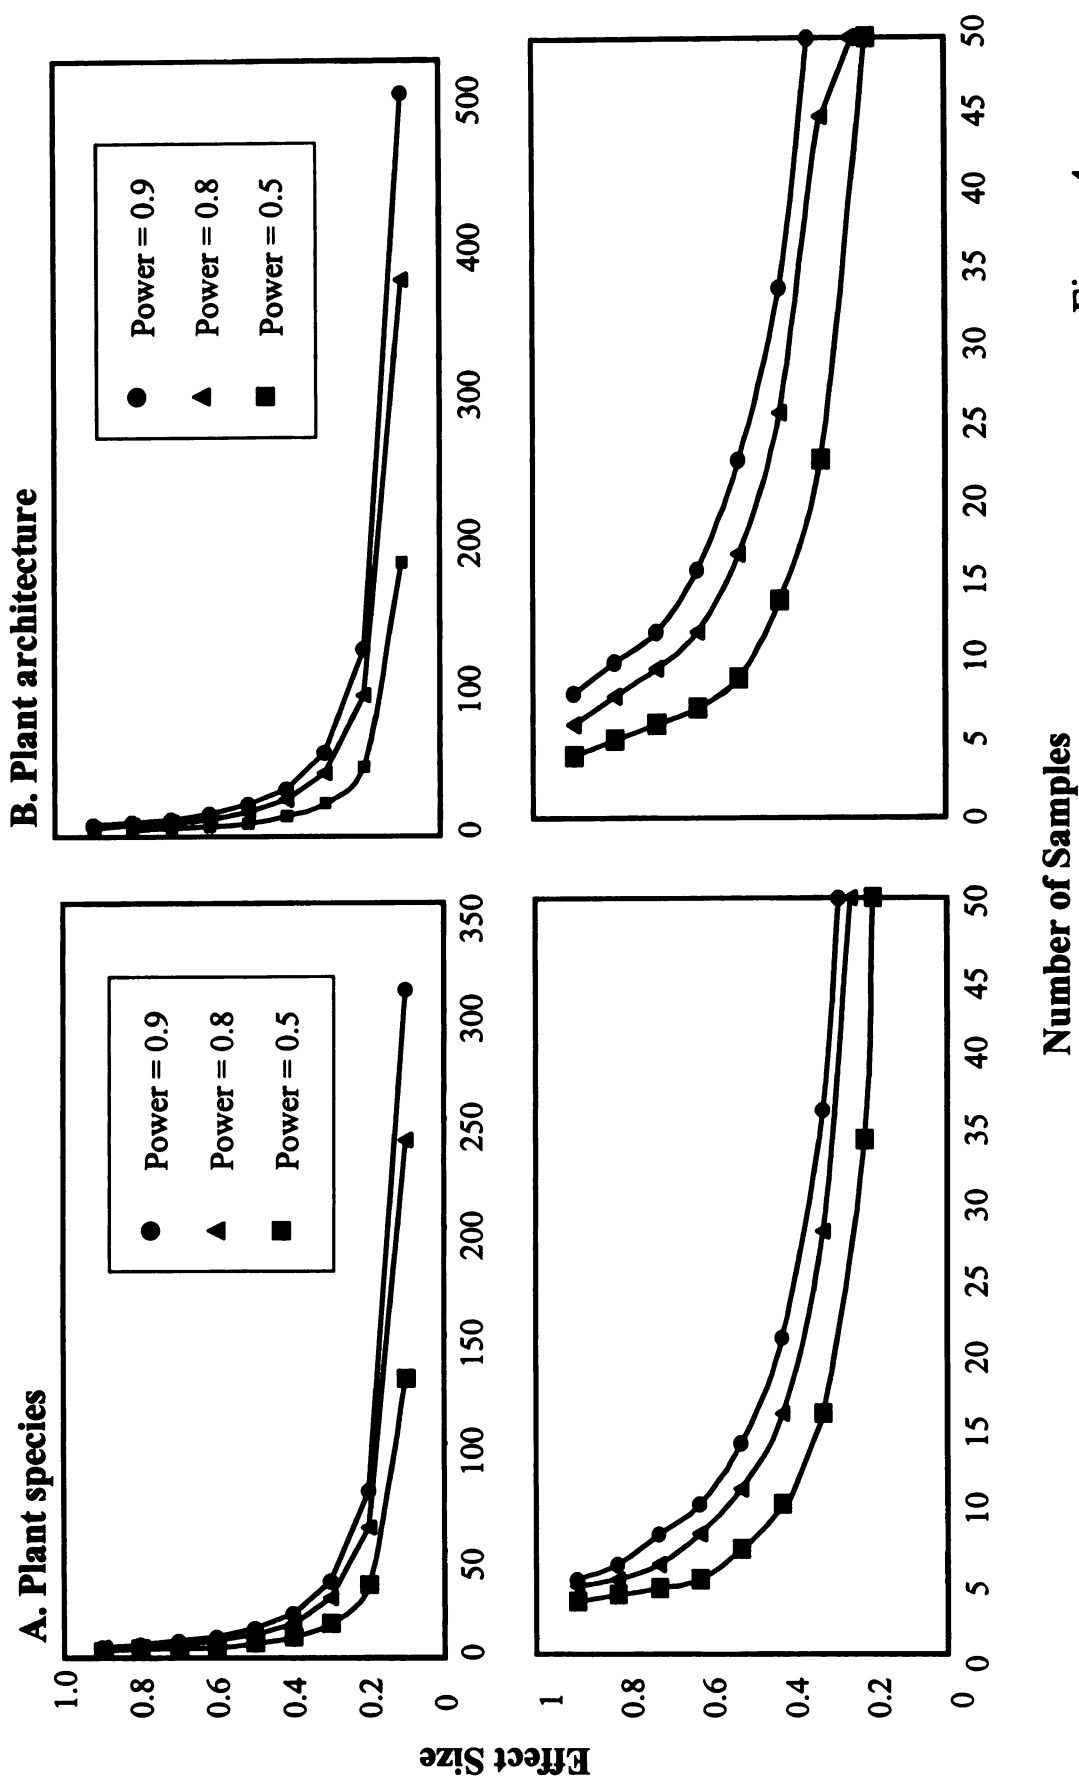 A. Plant species
B. Plant architecture
Effect Size
1.0
0.8
0.6
0.4
0.2
0
Power = 0.9
Power = 0.8
Power = 0.5
0 50 100 150 200 250 300 350
Power = 0.9
Power = 0.8
Power = 0.5
0 100 200 300 400 500
1
0.8
0.6
0.4
0.2
0
0 5 10 15 20 25 30 35 40 45 50
0 5 10 15 20 25 30 35 40 45 50
Number of Samples